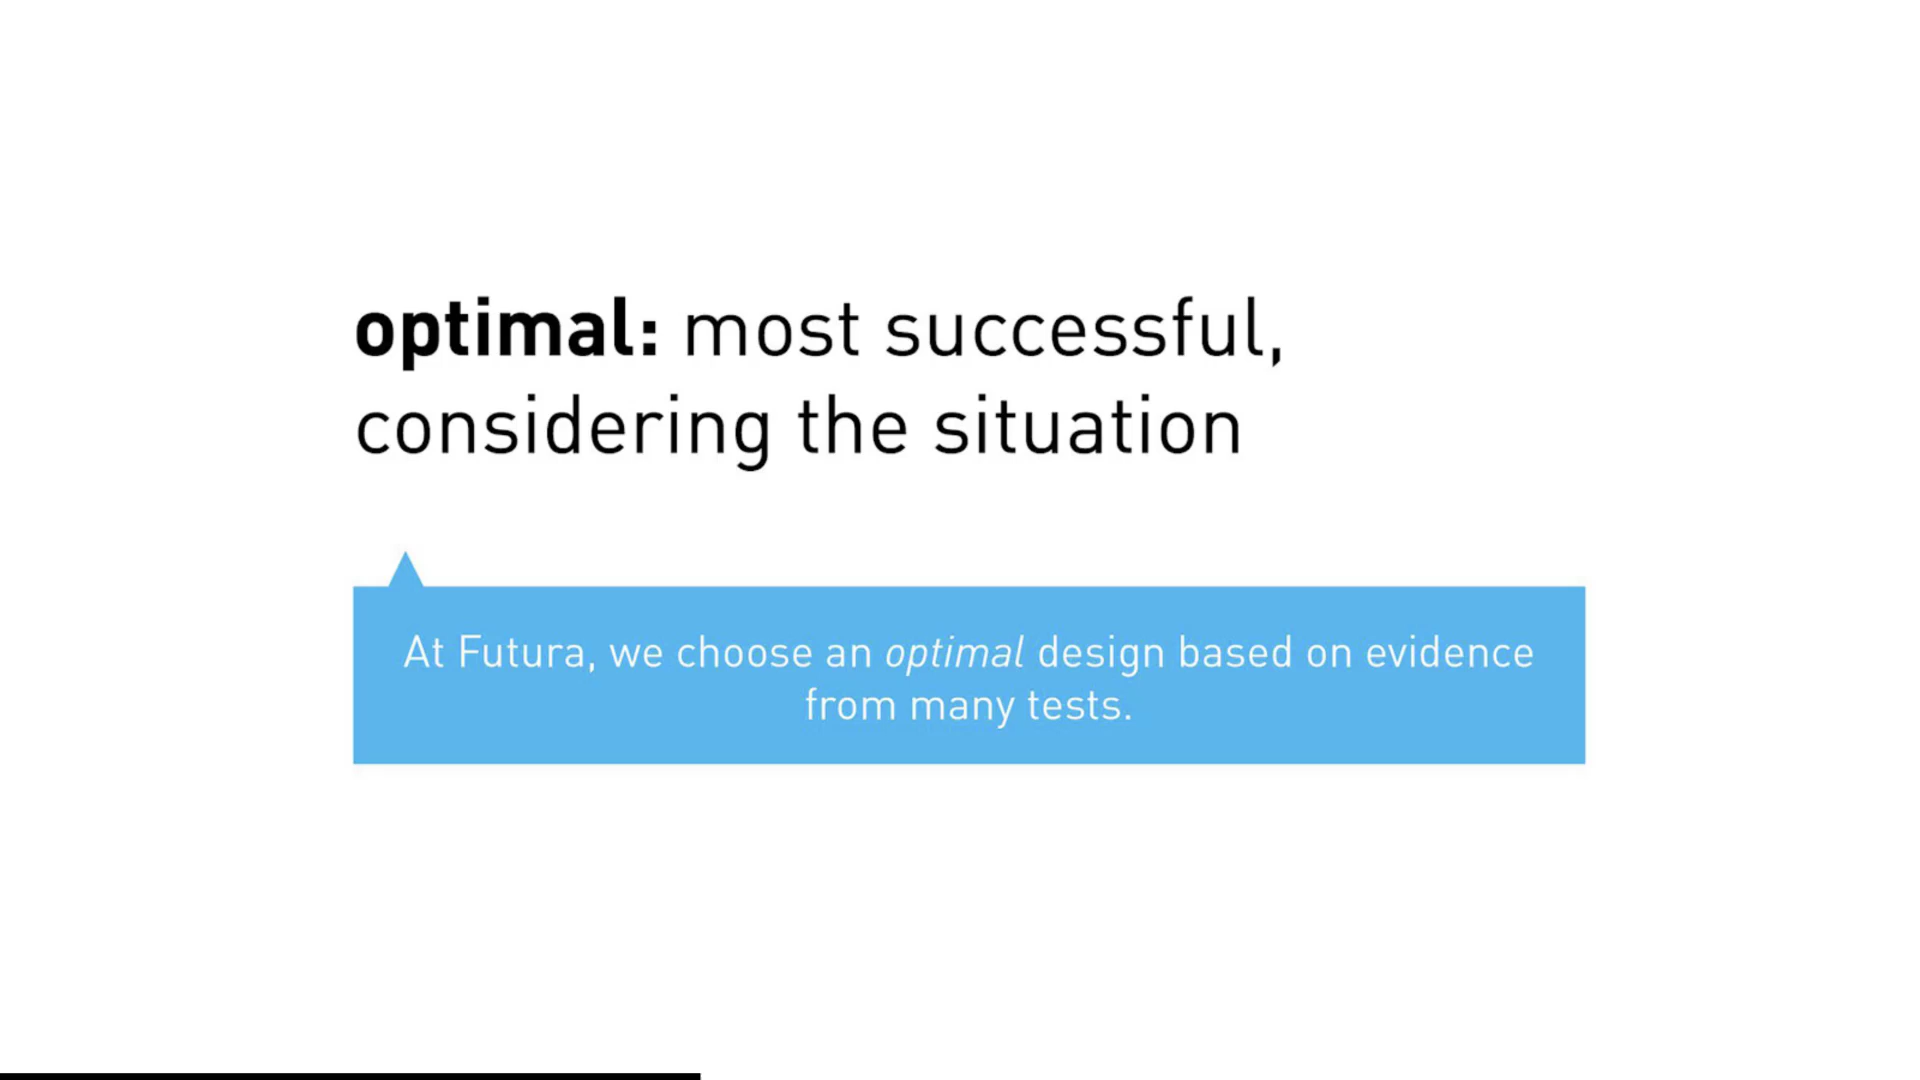 optimal: most successful,
considering the situation
At Futura, we choose an optimal design based on evidence
from many tests.